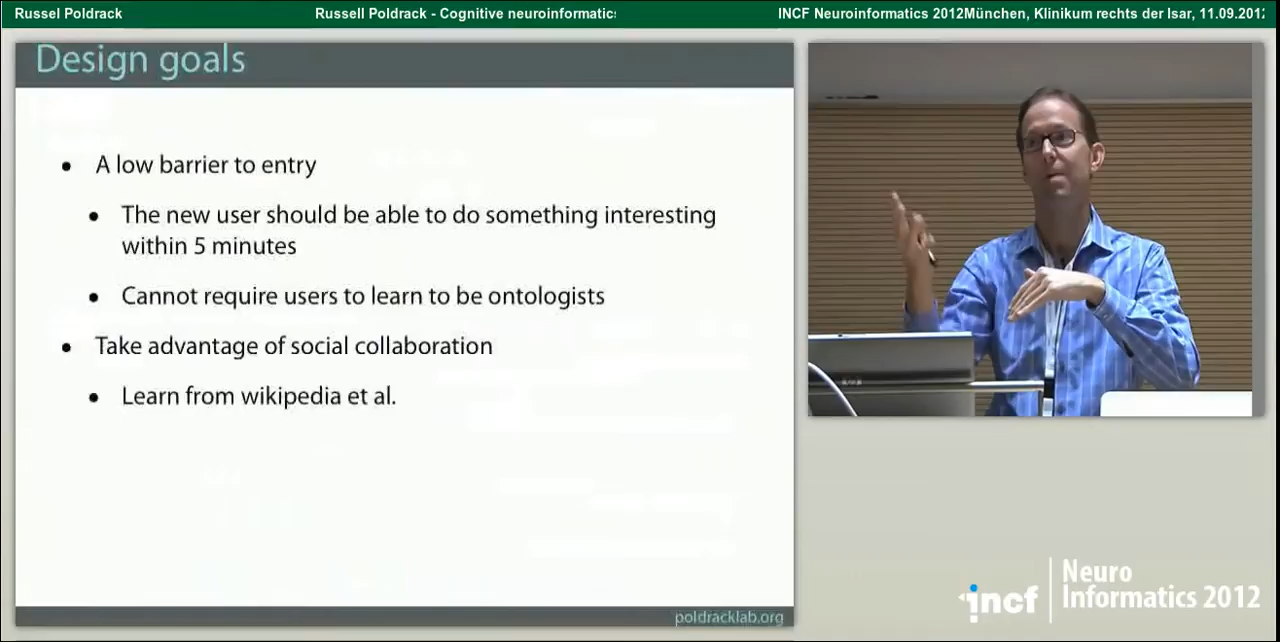 Russel Poldrack
Russell Poldrack - Cognitive neuroinformatics
INCF Neuroinformatics 2012München, Klinikum rechts der Isar, 11.09.2012
Design goals
• A low barrier to entry
• The new user should be able to do something interesting
within 5 minutes
• Cannot require users to learn to be ontologists
• Take advantage of social collaboration
• Learn from wikipedia et al.
poldracklab.org
incf
Neuro
Informatics 2012